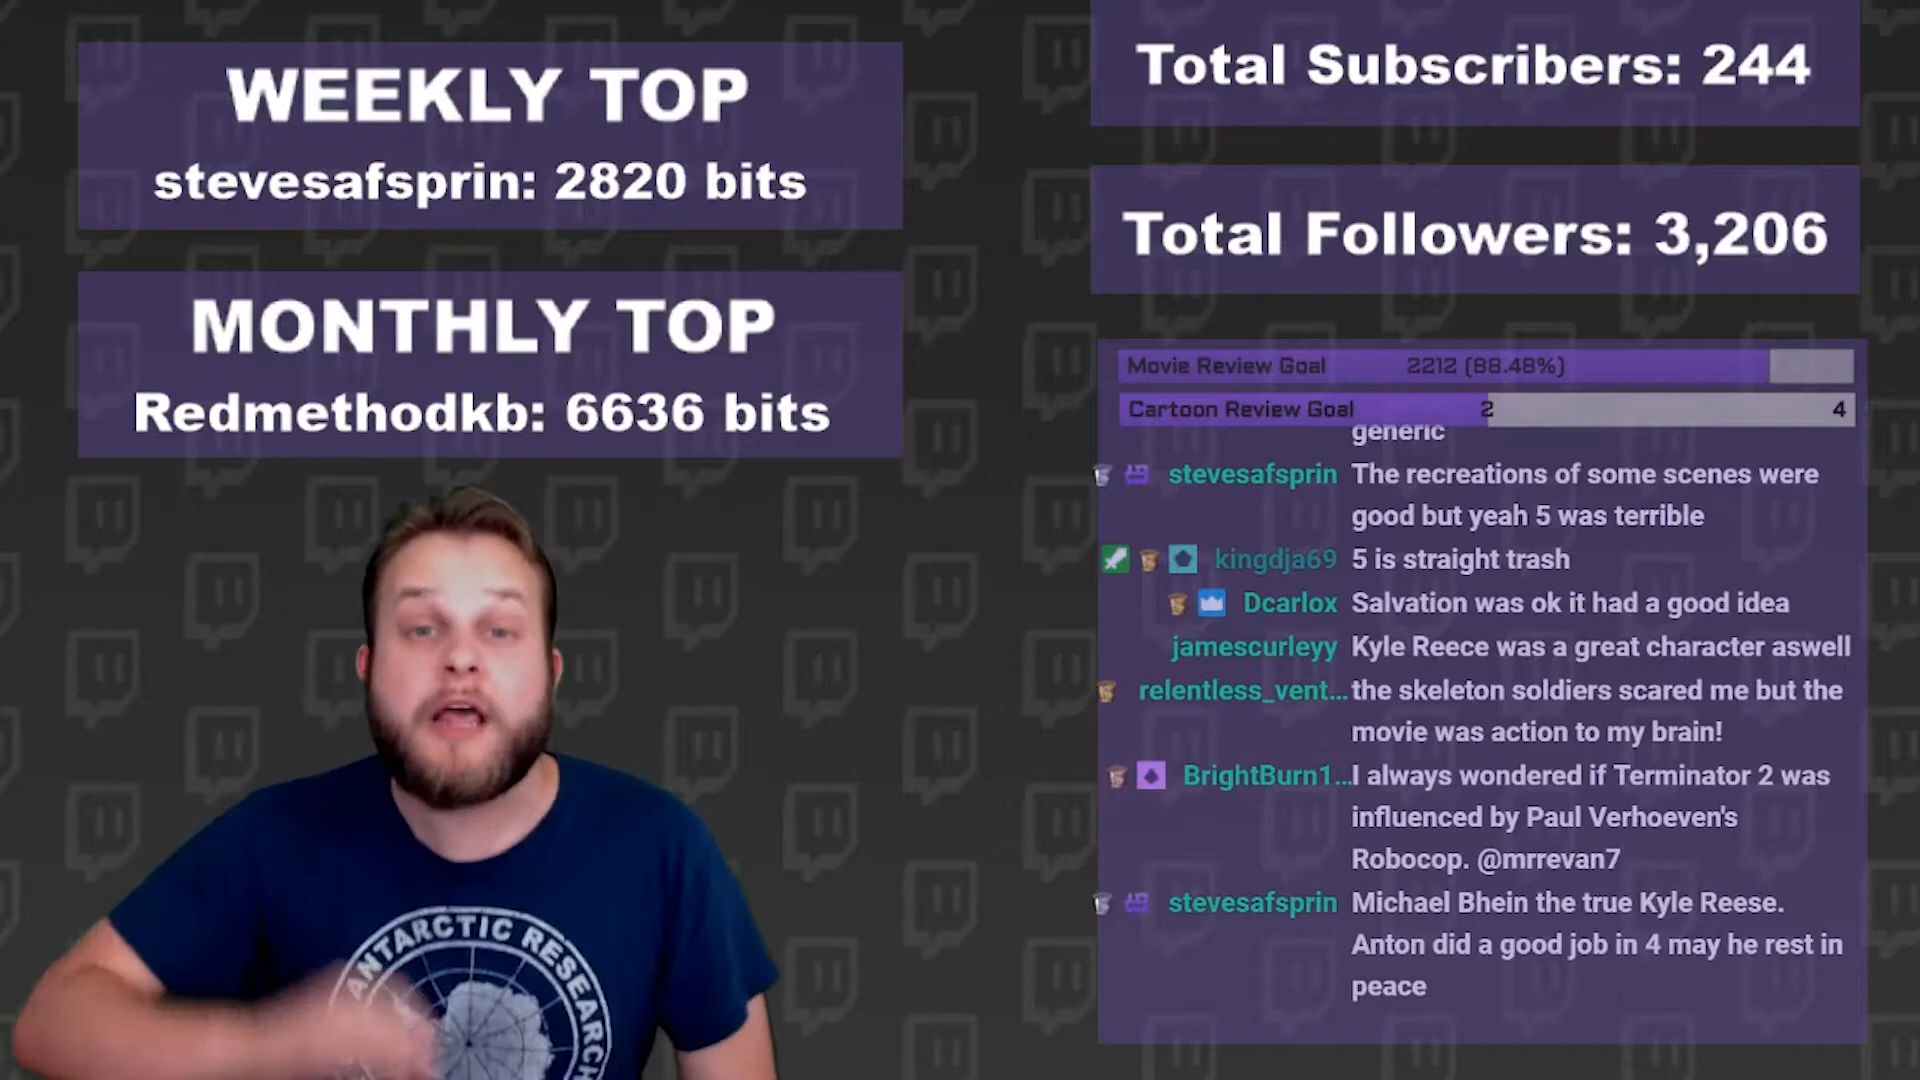 WEEKLY TOP
stevesafsprin: 2820 bits
MONTHLY TOP
Redmethodkb: 6636 bits
Total Subscribers: 244
Total Followers: 3,206
Movie Review Goal 2212 (88.48%)
Cartoon Review Goal 2 4
generic
stevesafsprin The recreations of some scenes were
good but yeah 5 was terrible
kingdja69 5 is straight trash
Dcarlox Salvation was ok it had a good idea
jamescurleyy Kyle Reece was a great character aswell
relentless_vent... the skeleton soldiers scared me but the
movie was action to my brain!
BrightBurn1... I always wondered if Terminator 2 was
influenced by Paul Verhoeven's
Robocop. @mrrevan7
stevesafsprin Michael Bhein the true Kyle Reese.
Anton did a good job in 4 may he rest in
peace
ANTARCTIC RESEARCH